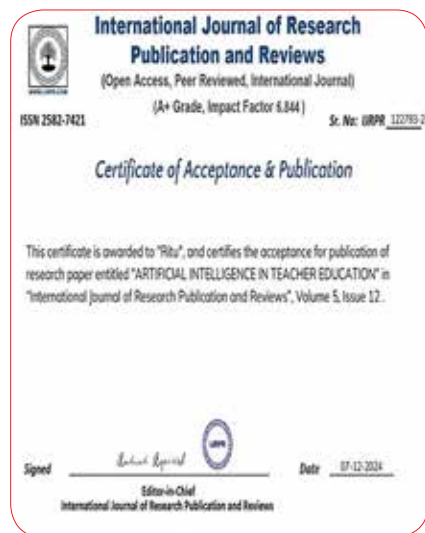 International Journal of Research
Publication and Reviews
(Open Access, Peer Reviewed, International Journal)
(A+ Grade, Impact Factor 6.844 )
ISSN 2582-7421
Sr. No: IJRPR 122793-2
Certificate of Acceptance & Publication
This certificate is awarded to "Ritu", and certifies the acceptance for publication of
research paper entitled "ARTIFICIAL INTELLIGENCE IN TEACHER EDUCATION" in
"International Journal of Research Publication and Reviews", Volume 5, Issue 12 .
IJRPR
Signed
Date 07-12-2024
Editor-in-Chief
International Journal of Research Publication and Reviews